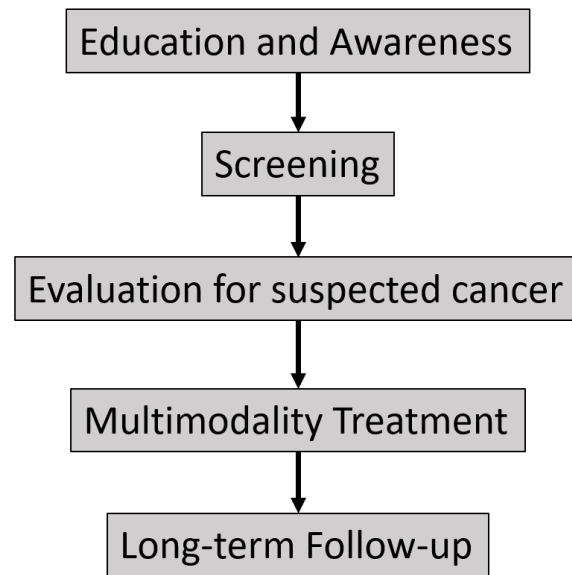 Education and Awareness
Screening
Evaluation for suspected cancer
Multimodality Treatment
Long-term Follow-up